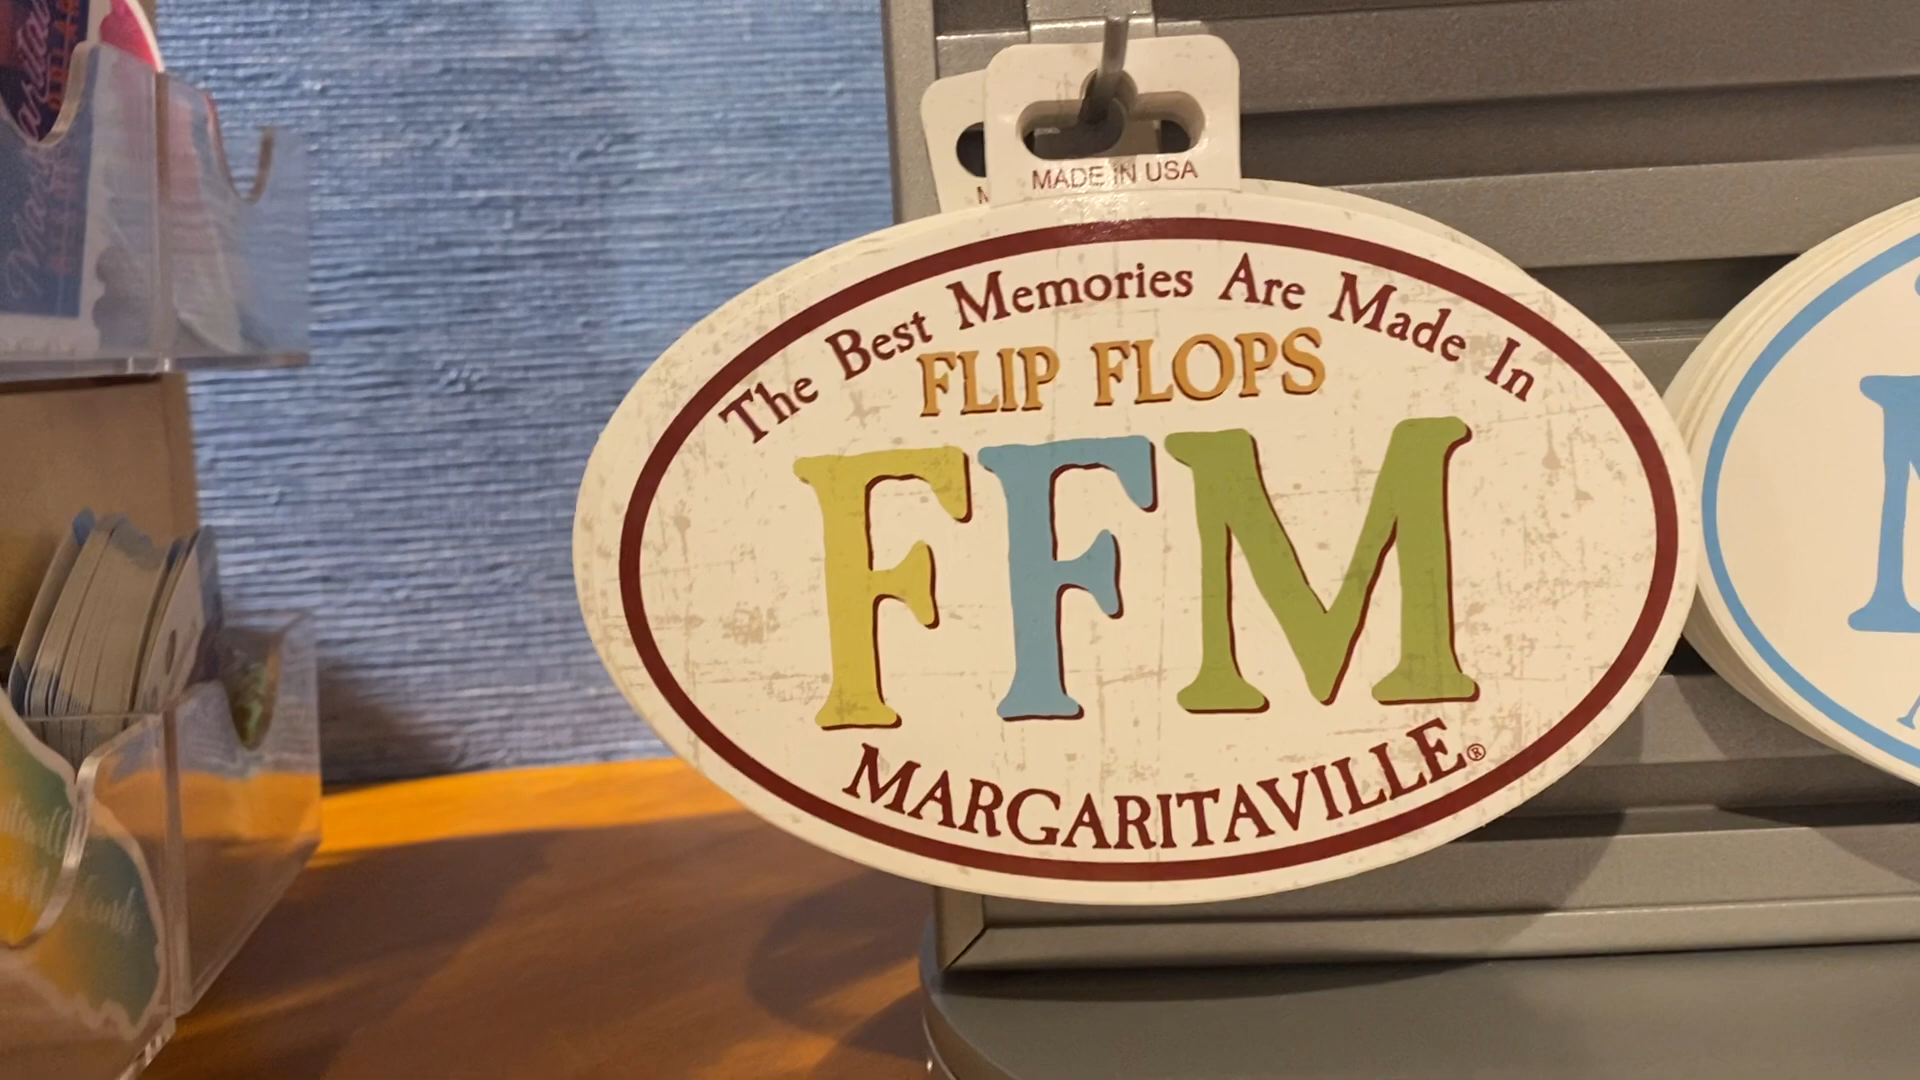 MADE IN USA
The Best Memories Are Made In
FLIP FLOPS
FFM
MARGARITAVILLE®